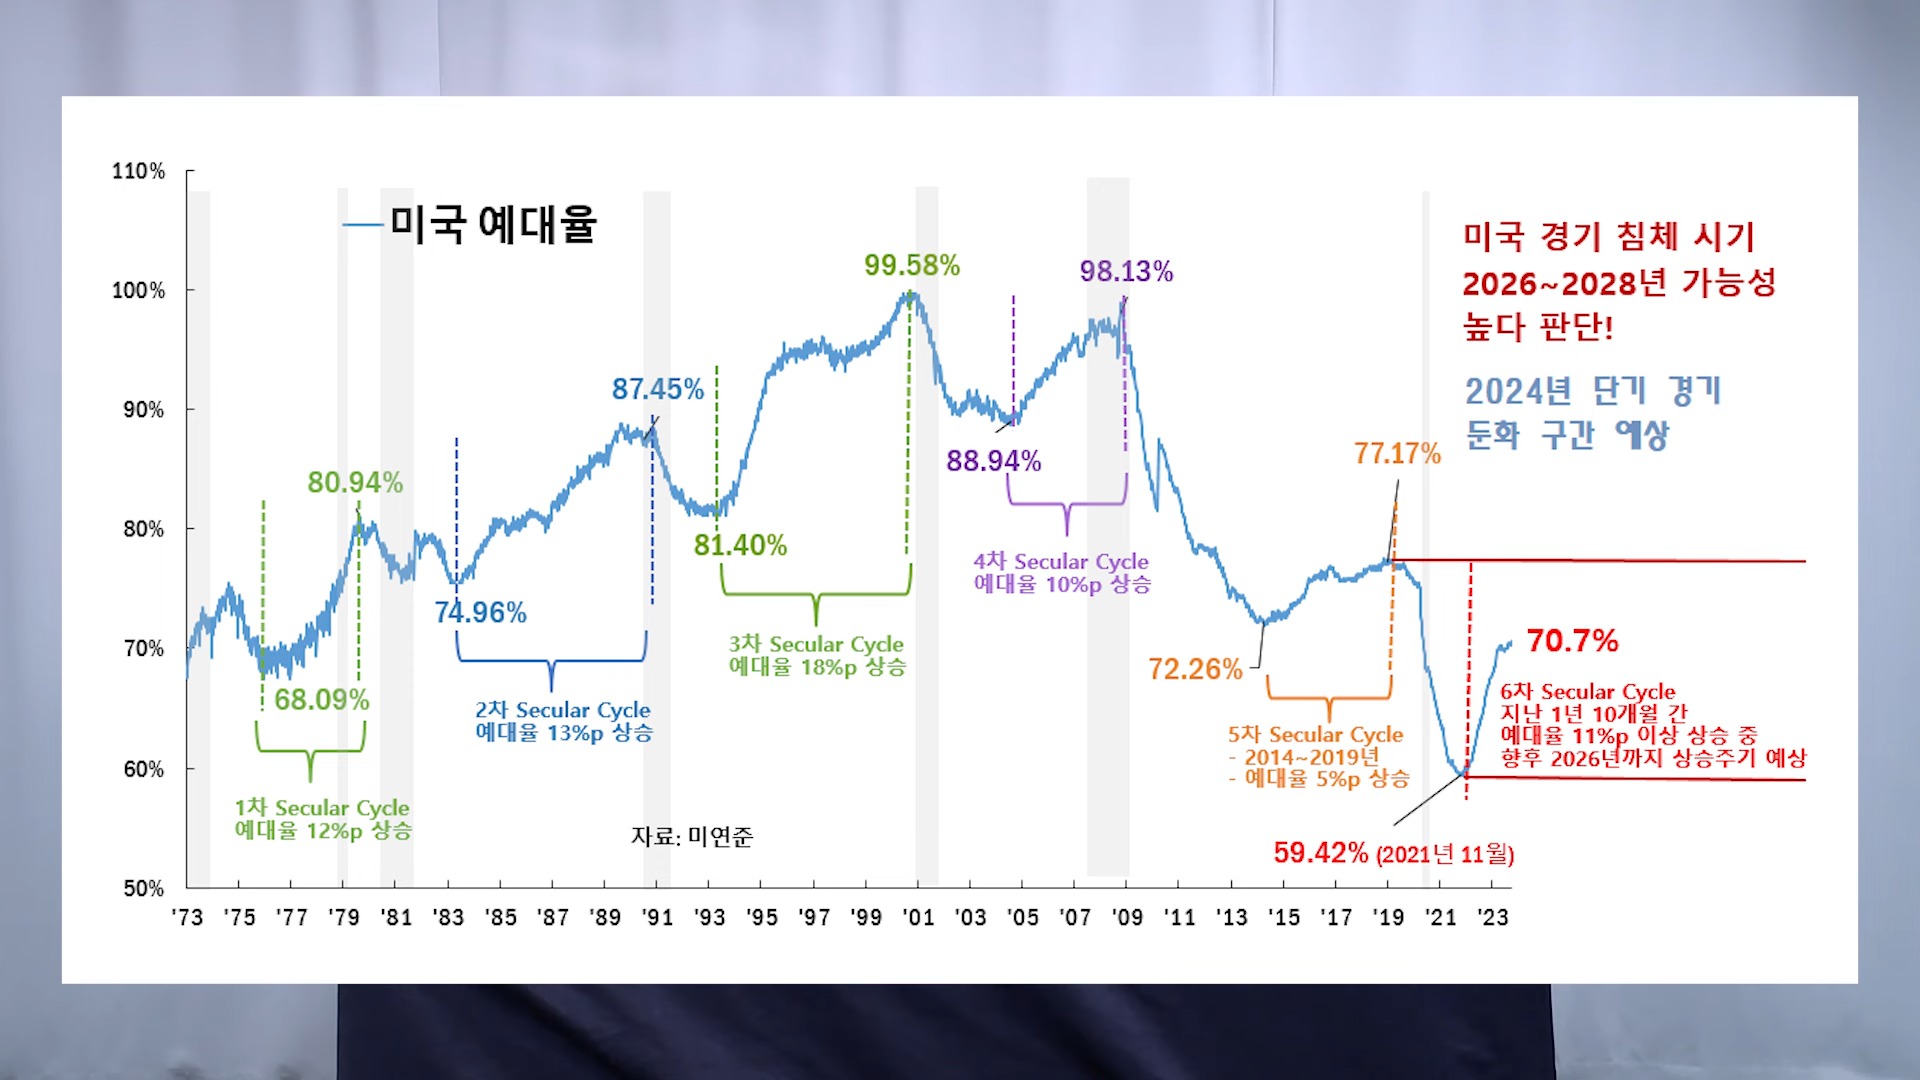 110%
100%
90%
80%
70%
60%
50%
미국 예대율
99.58%
98.13%
87.45%
80.94%
88.94%
77.17%
81.40%
74.96%
72.26%
68.09%
70.7%
미국 경기 침체 시기
2026~2028년 가능성
높다 판단!
2024년 단기 경기
둔화 구간 예상
4차 Secular Cycle
예대율 10%p 상승
3차 Secular Cycle
예대율 18%p 상승
2차 Secular Cycle
예대율 13%p 상승
1차 Secular Cycle
예대율 12%p 상승
5차 Secular Cycle
- 2014~2019년
- 예대율 5%p 상승
6차 Secular Cycle
지난 1년 10개월 간
예대율 11%p 이상 상승 중
향후 2026년까지 상승주기 예상
자료: 미연준
59.42% (2021년 11월)
'73 '75 '77 '79 '81 '83 '85 '87 '89 '91 '93 '95 '97 '99 '01 '03 '05 '07 '09 '11 '13 '15 '17 '19 '21 '23